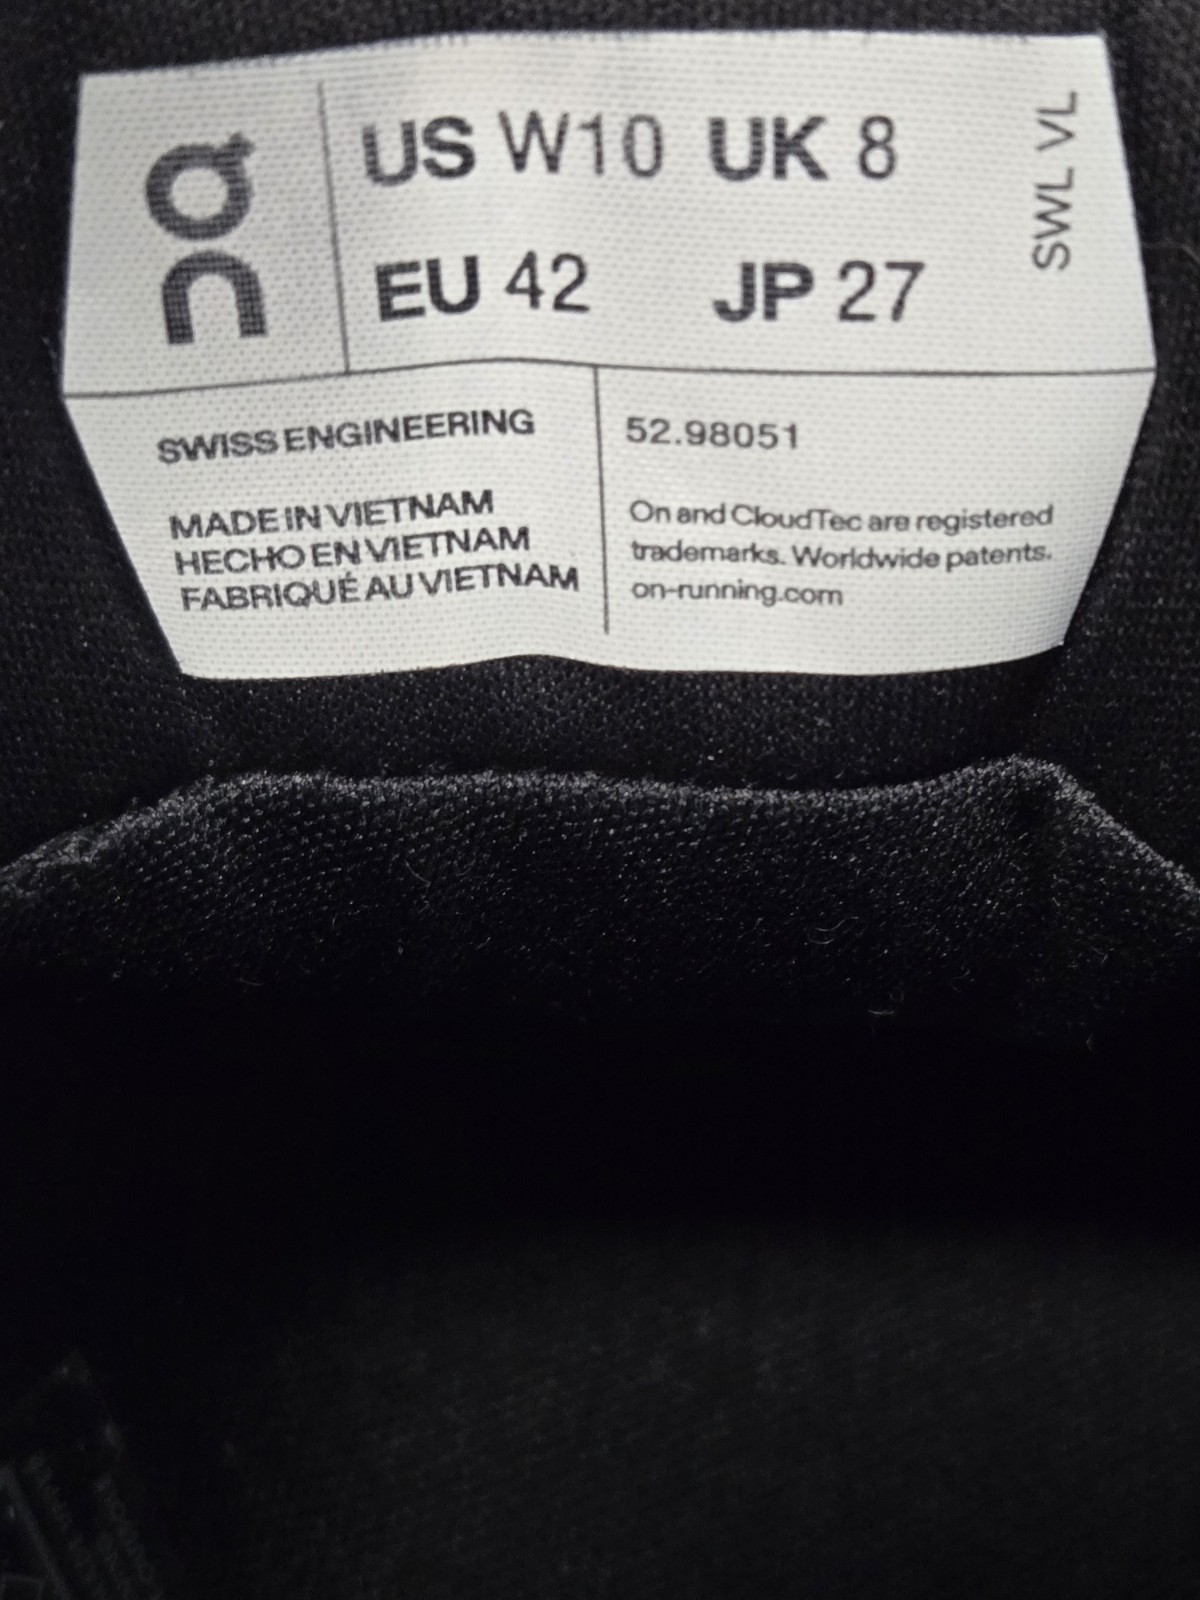 On
US W10 UK 8
EU 42 JP 27
SWL VL
SWISS ENGINEERING
MADE IN VIETNAM
HECHO EN VIETNAM
FABRIQUÉ AU VIETNAM
52.98051
On and CloudTec are registered
trademarks. Worldwide patents.
on-running.com